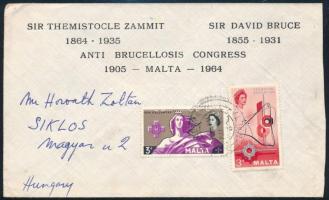 SIR THEMISTOCLE ZAMMIT SIR DAVID BRUCE
1864 - 1935 1855 - 1931
ANTI BRUCELLOSIS CONGRESS
1905 — MALTA — 1964
Mr Horvath Zoltan
SIKLOS
Magyar u 2
Hungary
3d MALTA
3d MALTA